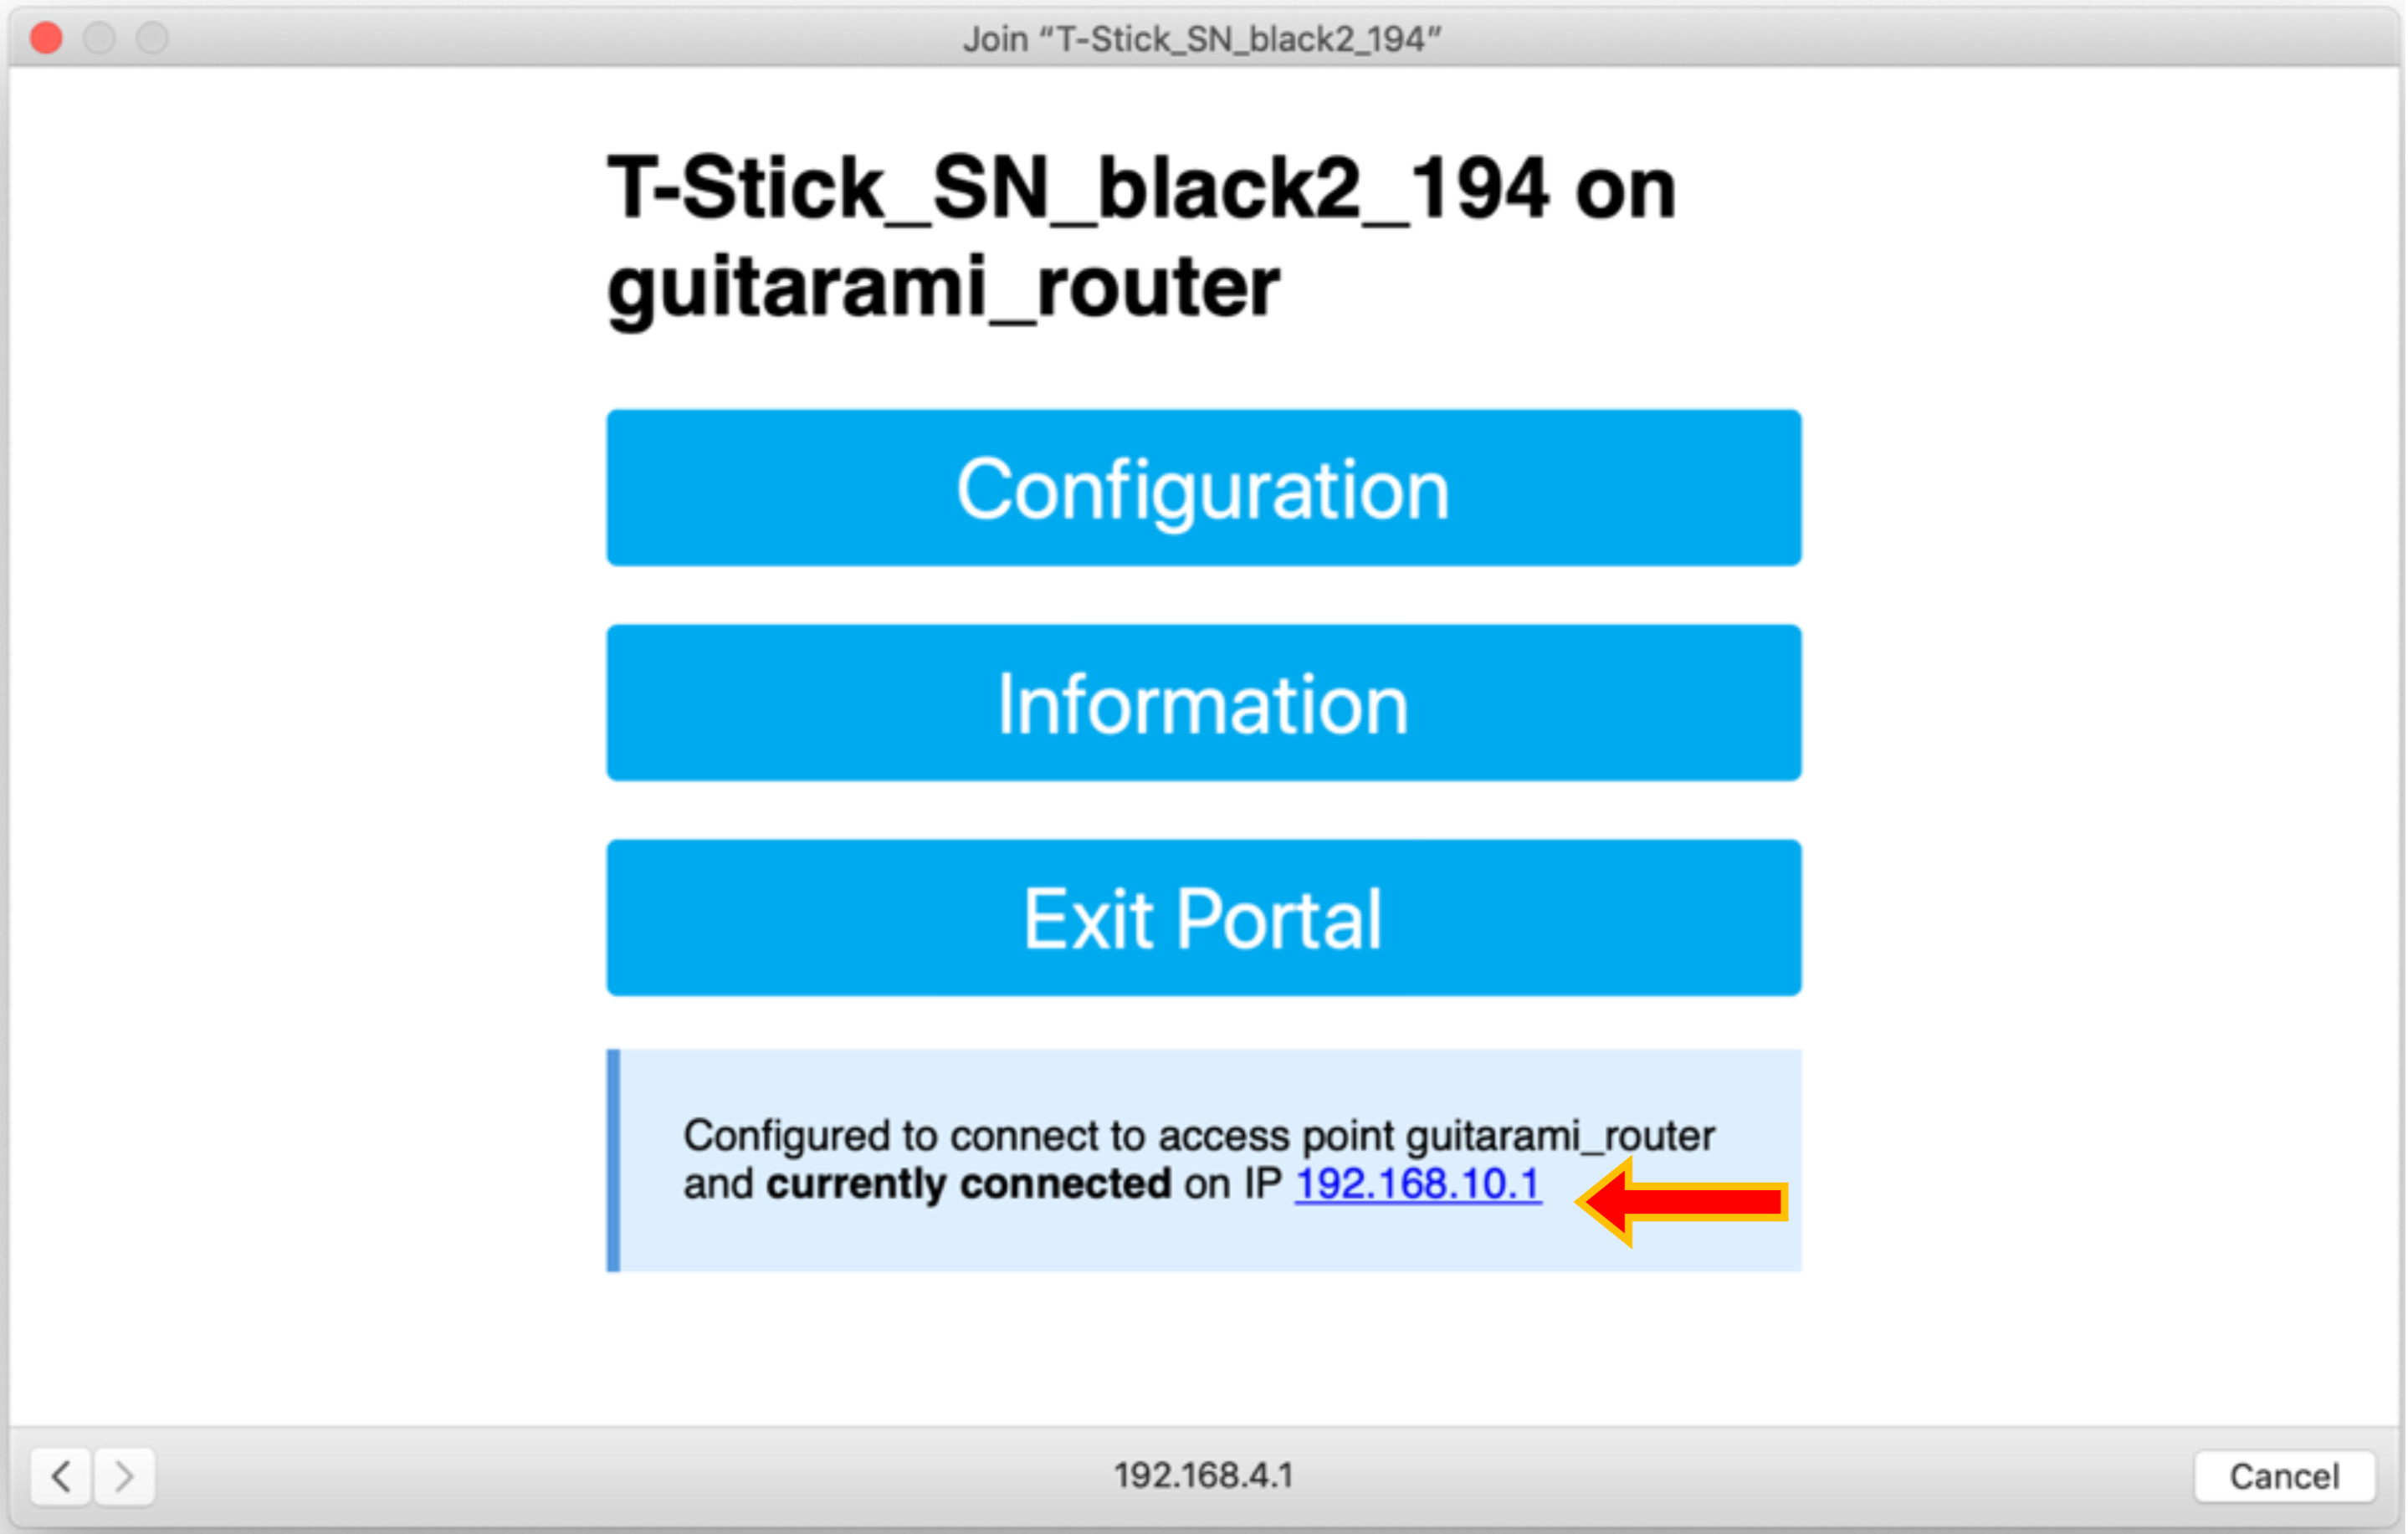 Join “T-Stick_SN_black2_194”
T-Stick_SN_black2_194 on
guitarami_router
Configuration
Information
Exit Portal
Configured to connect to access point guitarami_router
and currently connected on IP 192.168.10.1
192.168.4.1
Cancel